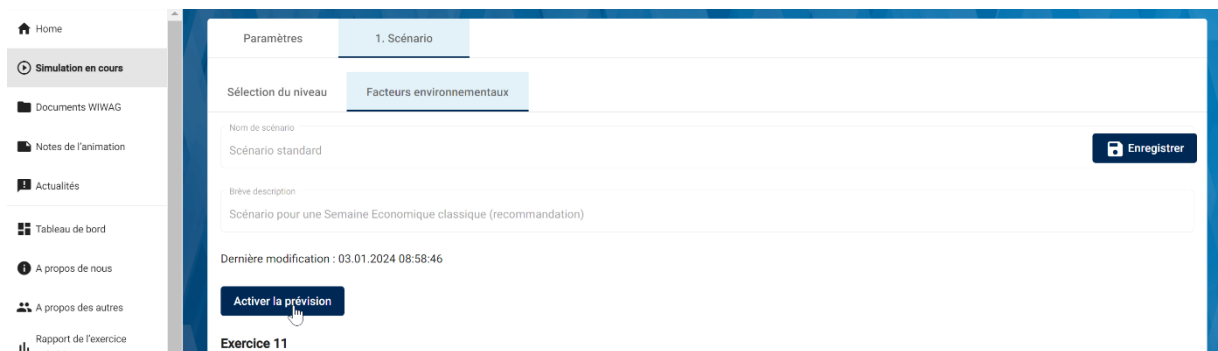 Home
Simulation en cours
Documents WIWAG
Notes de l'animation
Actualités
Tableau de bord
A propos de nous
A propos des autres
Rapport de l'exercice
Paramètres
1. Scénario
Sélection du niveau
Facteurs environnementaux
Nom de scénario
Scénario standard
Enregistrer
Brève description
Scénario pour une Semaine Economique classique (recommandation)
Dernière modification : 03.01.2024 08:58:46
Activer la prévision
Exercice 11